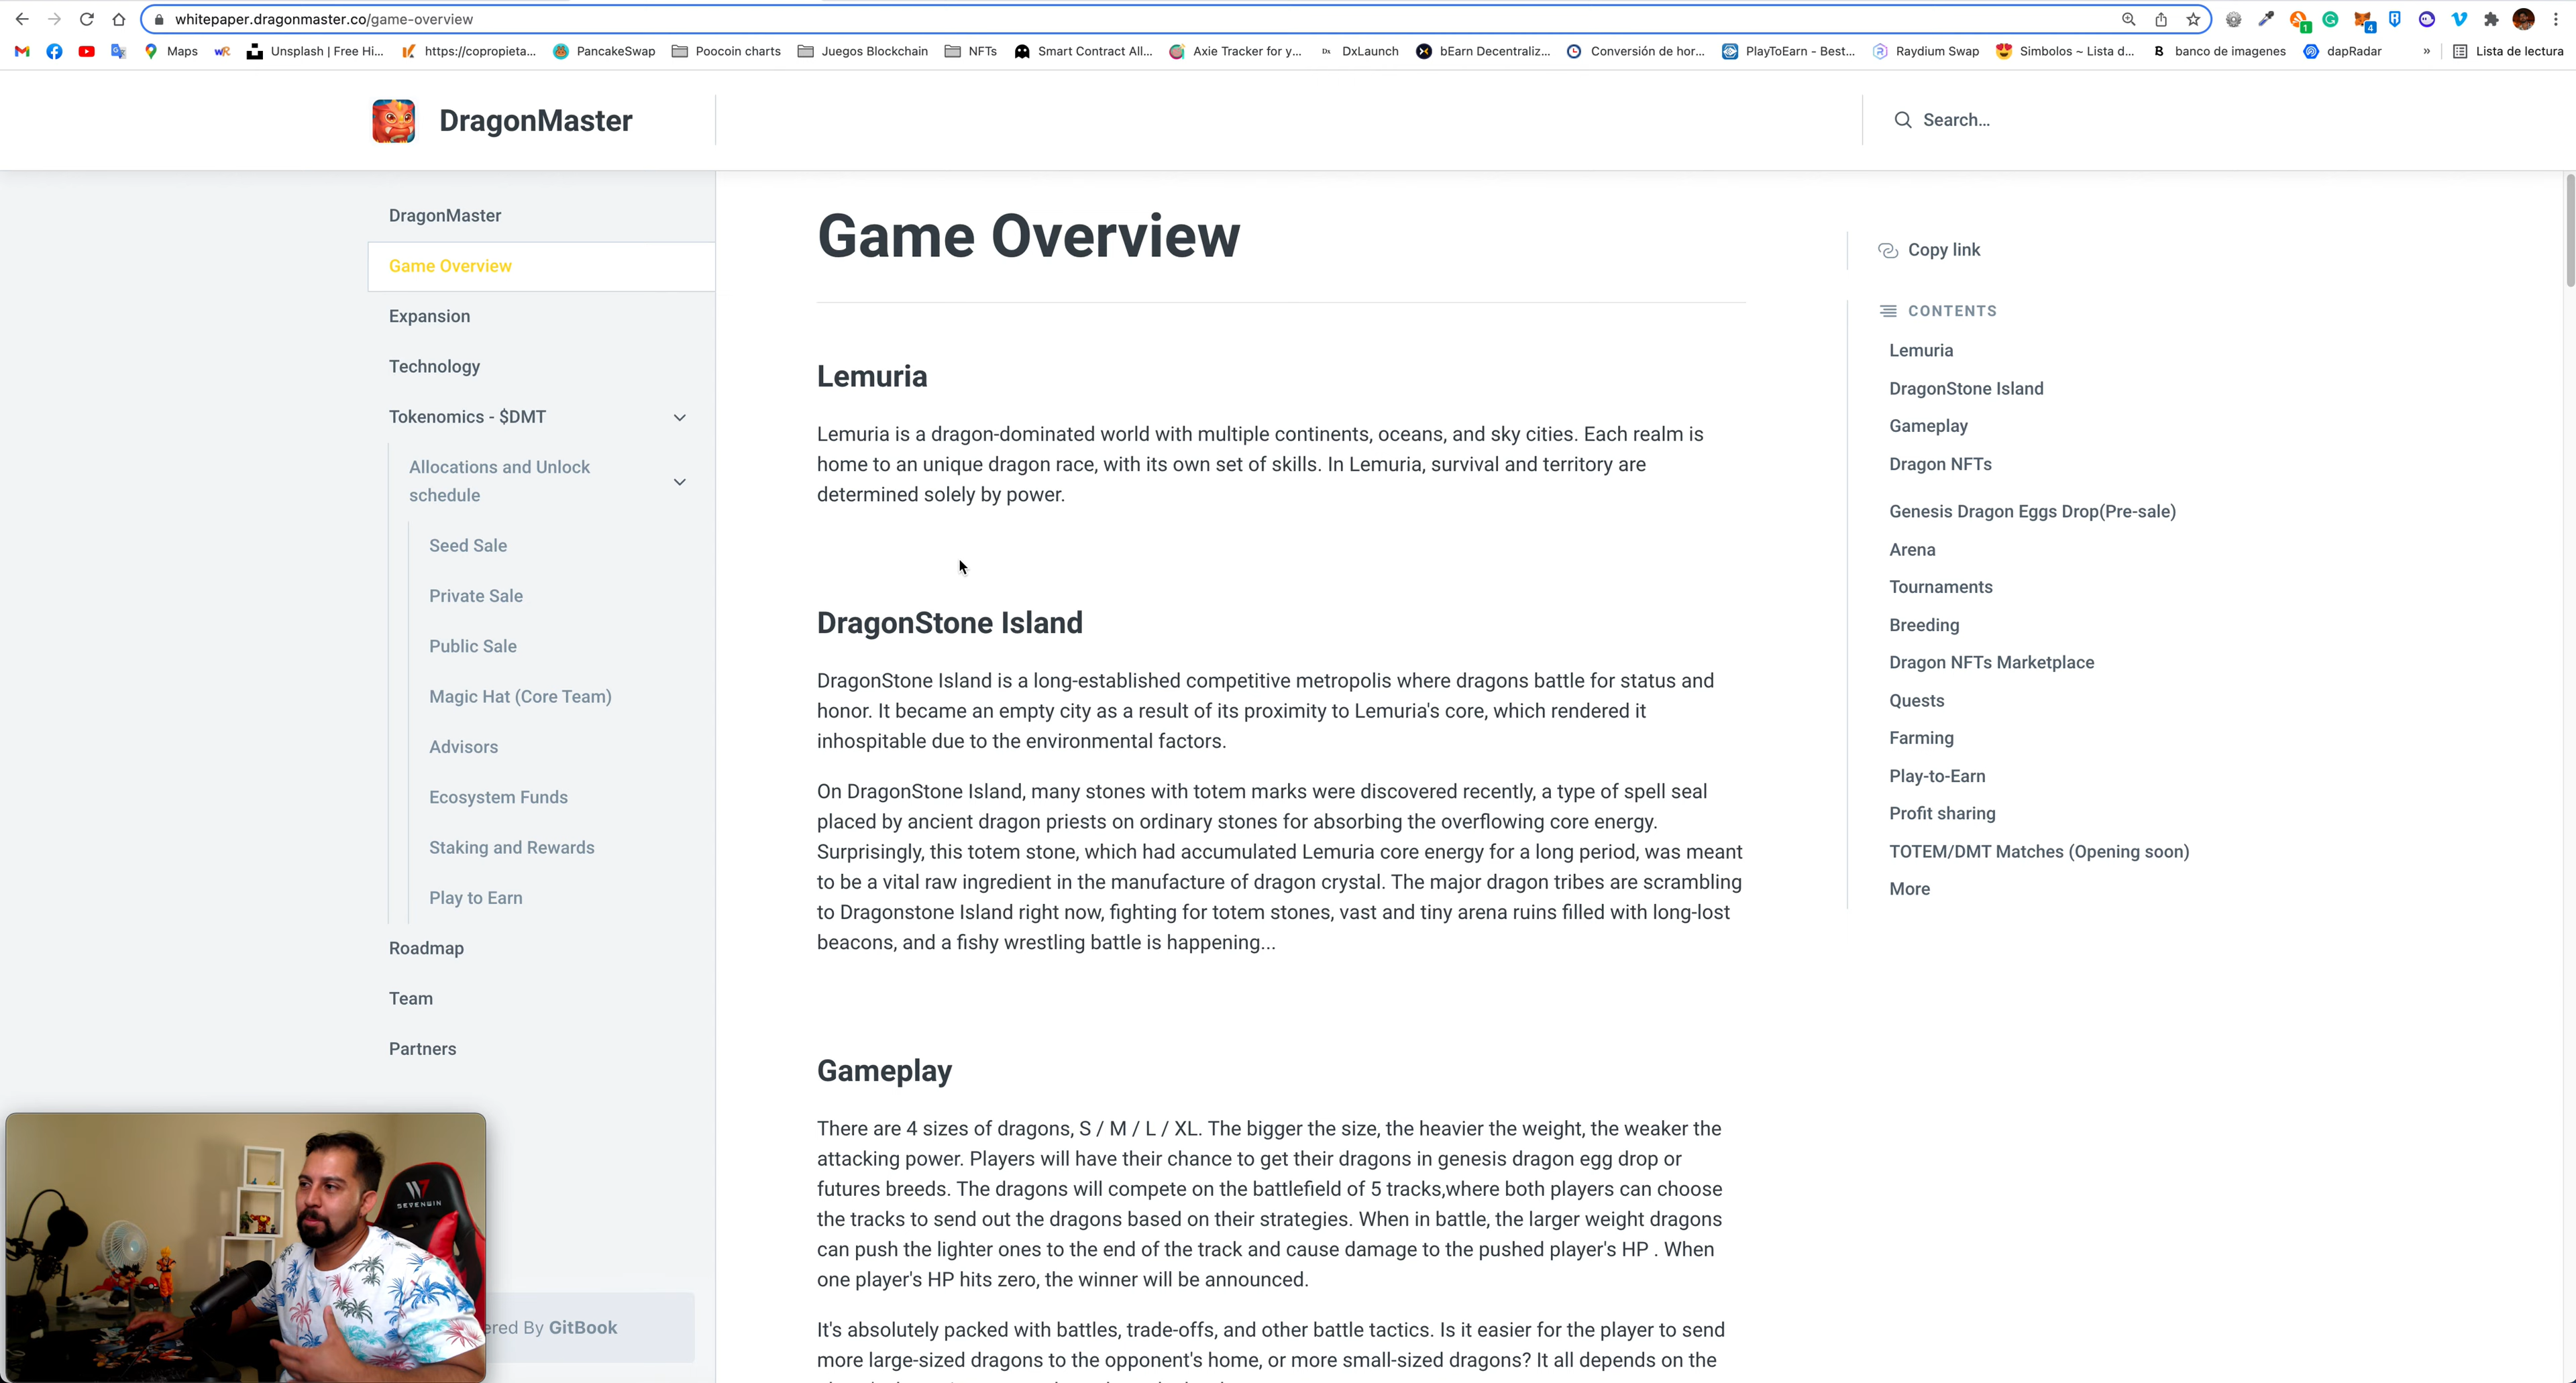 whitepaper.dragonmaster.co/game-overview
Maps
Unsplash | Free Hi...
https://copropieta...
PancakeSwap
Poocoin charts
Juegos Blockchain
NFTs
Smart Contract All...
Axie Tracker for y...
DxLaunch
bEarn Decentraliz...
Conversión de hor...
PlayToEarn - Best...
Raydium Swap
Simbolos ~ Lista d...
banco de imagenes
dapRadar
»
Lista de lectura
DragonMaster
Search...
DragonMaster
Game Overview
Expansion
Technology
Tokenomics - $DMT
Allocations and Unlock
schedule
Seed Sale
Private Sale
Public Sale
Magic Hat (Core Team)
Advisors
Ecosystem Funds
Staking and Rewards
Play to Earn
Roadmap
Team
Partners
ered By GitBook
SEVENWIN
Game Overview
Lemuria
Lemuria is a dragon-dominated world with multiple continents, oceans, and sky cities. Each realm is
home to an unique dragon race, with its own set of skills. In Lemuria, survival and territory are
determined solely by power.
DragonStone Island
DragonStone Island is a long-established competitive metropolis where dragons battle for status and
honor. It became an empty city as a result of its proximity to Lemuria's core, which rendered it
inhospitable due to the environmental factors.
On DragonStone Island, many stones with totem marks were discovered recently, a type of spell seal
placed by ancient dragon priests on ordinary stones for absorbing the overflowing core energy.
Surprisingly, this totem stone, which had accumulated Lemuria core energy for a long period, was meant
to be a vital raw ingredient in the manufacture of dragon crystal. The major dragon tribes are scrambling
to Dragonstone Island right now, fighting for totem stones, vast and tiny arena ruins filled with long-lost
beacons, and a fishy wrestling battle is happening...
Gameplay
There are 4 sizes of dragons, S / M / L / XL. The bigger the size, the heavier the weight, the weaker the
attacking power. Players will have their chance to get their dragons in genesis dragon egg drop or
futures breeds. The dragons will compete on the battlefield of 5 tracks,where both players can choose
the tracks to send out the dragons based on their strategies. When in battle, the larger weight dragons
can push the lighter ones to the end of the track and cause damage to the pushed player's HP . When
one player's HP hits zero, the winner will be announced.
It's absolutely packed with battles, trade-offs, and other battle tactics. Is it easier for the player to send
more large-sized dragons to the opponent's home, or more small-sized dragons? It all depends on the
Copy link
CONTENTS
Lemuria
DragonStone Island
Gameplay
Dragon NFTs
Genesis Dragon Eggs Drop(Pre-sale)
Arena
Tournaments
Breeding
Dragon NFTs Marketplace
Quests
Farming
Play-to-Earn
Profit sharing
TOTEM/DMT Matches (Opening soon)
More